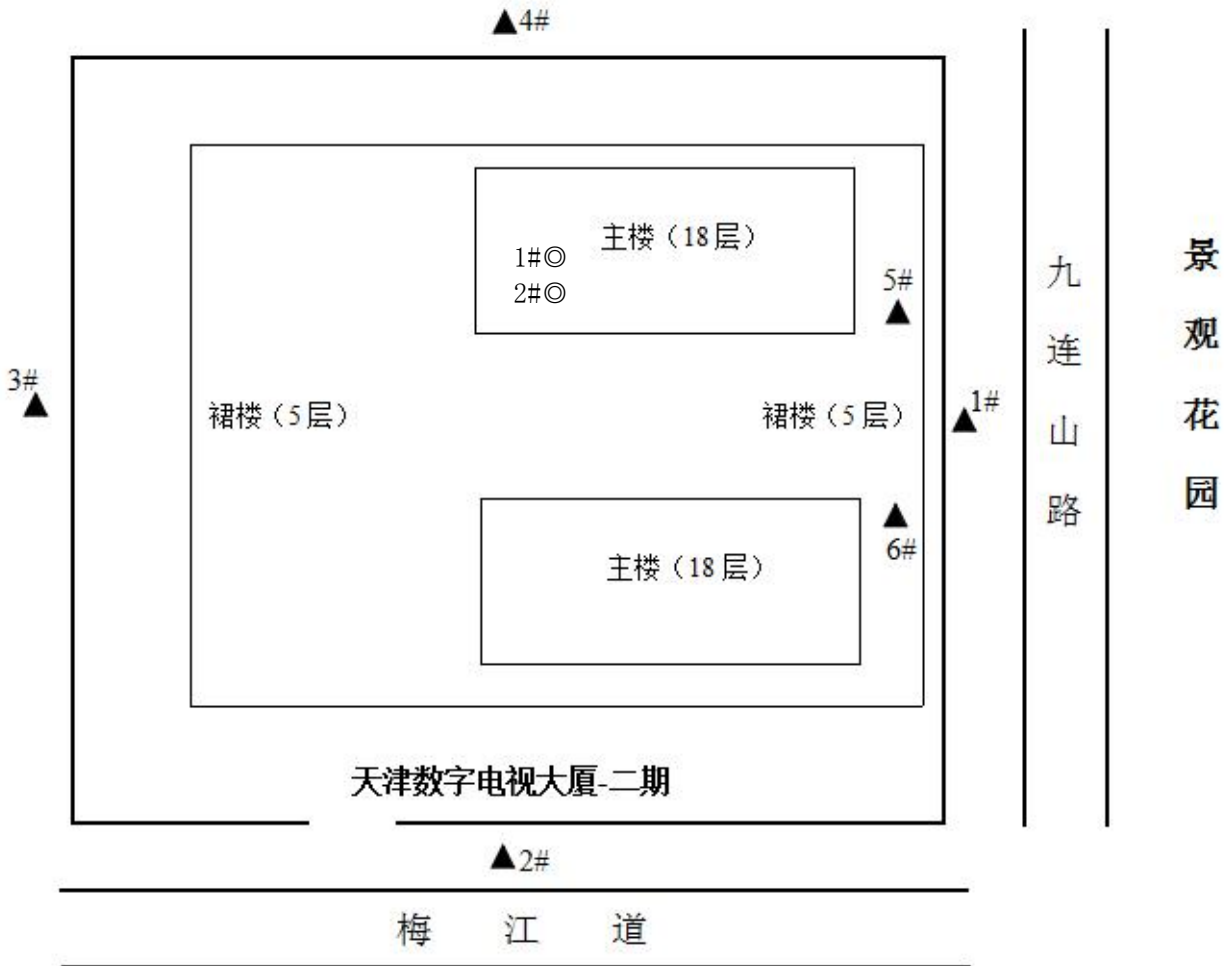 ▲4#
主楼（18层）
1#◎
2#◎
5#
▲
3#
▲
裙楼（5层）
裙楼（5层）
▲1#
▲
6#
主楼（18层）
天津数字电视大厦-二期
▲2#
梅江道
九连山路
景观花园